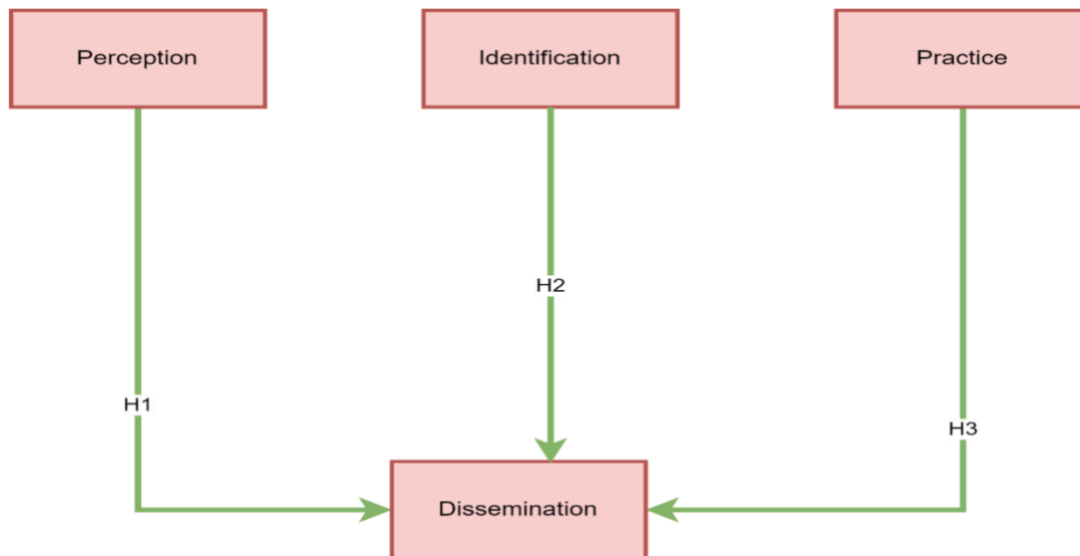 Perception
Identification
Practice
H2
H1
H3
Dissemination